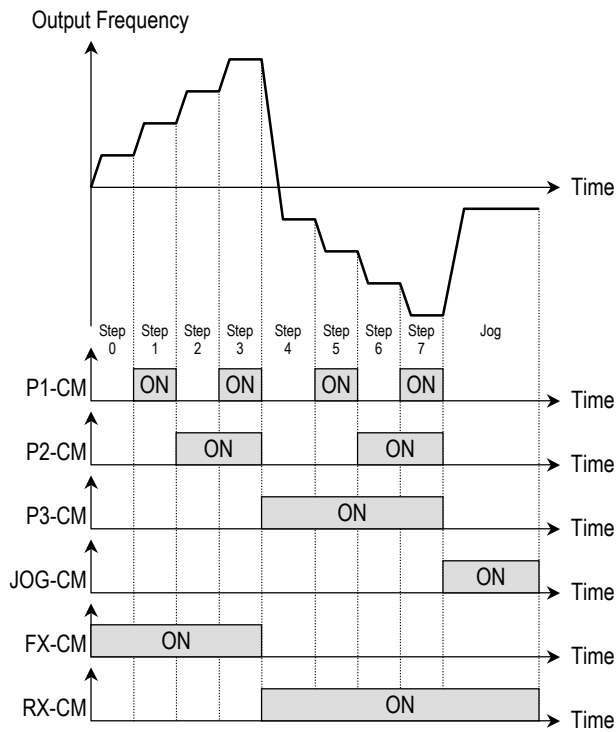 Output Frequency
Time
Step 0
Step 1
Step 2
Step 3
Step 4
Step 5
Step 6
Step 7
Jog
P1-CM
ON
ON
ON
ON
Time
P2-CM
ON
ON
Time
P3-CM
ON
Time
JOG-CM
ON
Time
FX-CM
ON
Time
RX-CM
ON
Time